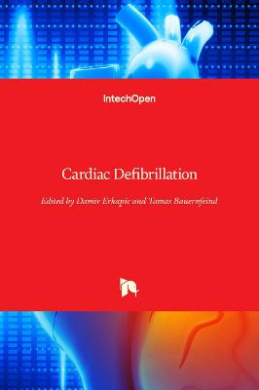 IntechOpen
Cardiac Defibrillation
Edited by Damir Erkapic and Tamas Bauernfeind